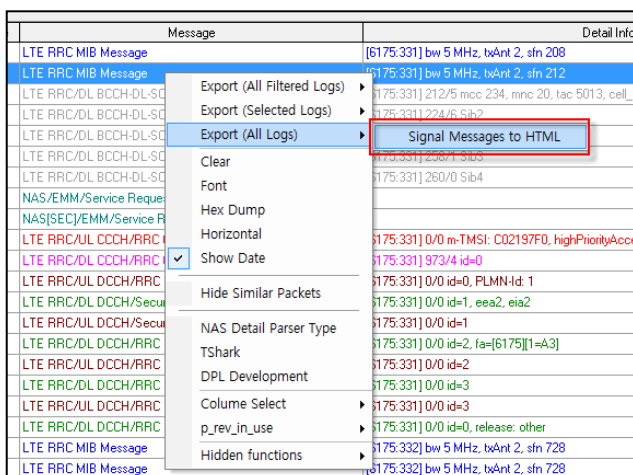 Message Detail Info
LTE RRC MIB Message [6175:331] bw 5 MHz, txAnt 2, sfn 208
LTE RRC MIB Message [6175:331] bw 5 MHz, txAnt 2, sfn 212
LTE RRC/DL BCCH-DL-SC Export (All Filtered Logs) 6175:331] 212/5 mcc 234, mnc 20, tac 5013, cell_
LTE RRC/DL BCCH-DL-SC Export (Selected Logs) 6175:331] 224/6 Sib2
LTE RRC/DL BCCH-DL-SC Export (All Logs) Signal Messages to HTML
LTE RRC/DL BCCH-DL-SC Clear 6175:331] 258/1 Sib3
LTE RRC/DL BCCH-DL-SC Font 6175:331] 260/0 Sib4
NAS/EMM/Service Reque Hex Dump
NAS[SEC]/EMM/Service R Horizontal
LTE RRC/UL CCCH/RRC 6175:331] 0/0 m-TMSI: C02197F0, highPriorityAcce
LTE RRC/DL CCCH/RRC Show Date 6175:331] 973/4 id=0
LTE RRC/UL DCCH/RRC Hide Similar Packets 6175:331] 0/0 id=0, PLMN-Id: 1
LTE RRC/DL DCCH/Secur 6175:331] 0/0 id=1, eea2, eia2
LTE RRC/UL DCCH/Secur NAS Detail Parser Type 6175:331] 0/0 id=1
LTE RRC/DL DCCH/RRC TShark 6175:331] 0/0 id=2, fa=[6175][1=A3]
LTE RRC/UL DCCH/RRC DPL Development 6175:331] 0/0 id=2
LTE RRC/DL DCCH/RRC 6175:331] 0/0 id=3
LTE RRC/UL DCCH/RRC Colume Select 6175:331] 0/0 id=3
LTE RRC/DL DCCH/RRC p_rev_in_use 6175:331] 0/0 id=0, release: other
LTE RRC MIB Message Hidden functions 6175:332] bw 5 MHz, txAnt 2, sfn 728
LTE RRC MIB Message [6175:332] bw 5 MHz, txAnt 2, sfn 728